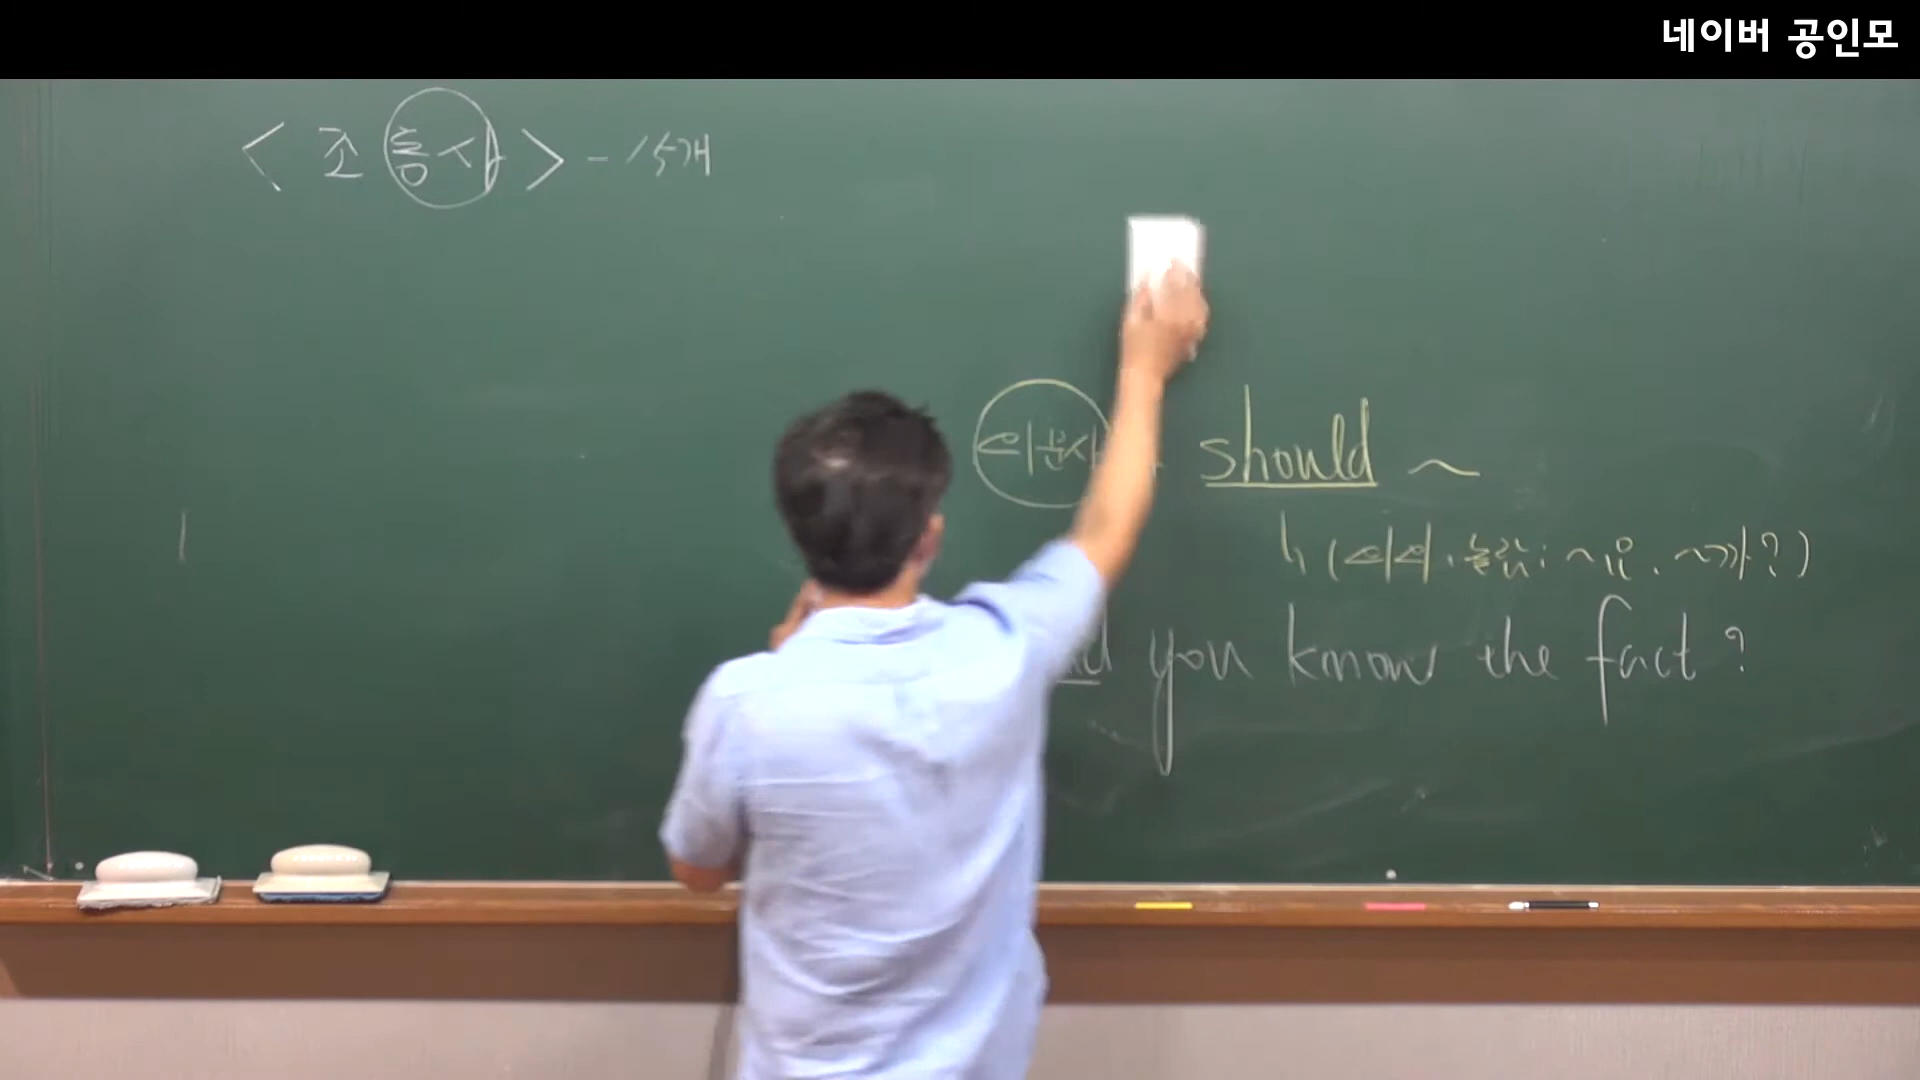 네이버 공인모
< 조동사 > - 15개
의문사 should ~
↳ (의외, 놀람; ~요. ~까?)
you know the fact ?